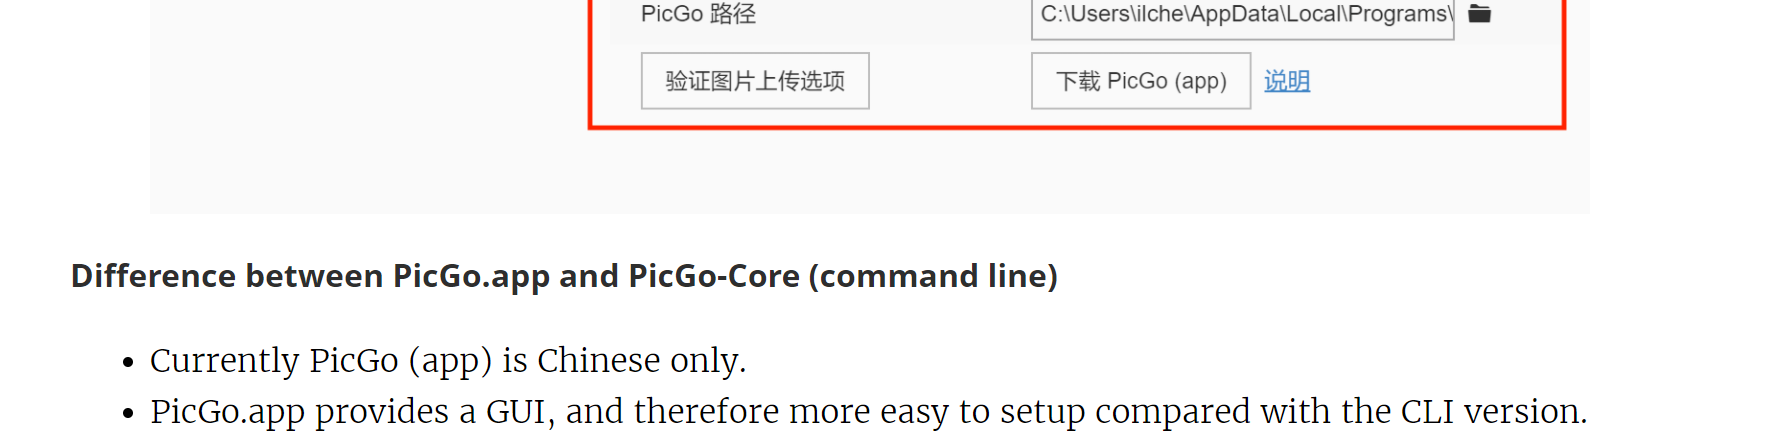 PicGo 路径 C:\Users\ilche\AppData\Local\Programs\
验证图片上传选项 下载 PicGo (app) 说明
Difference between PicGo.app and PicGo-Core (command line)
• Currently PicGo (app) is Chinese only.
• PicGo.app provides a GUI, and therefore more easy to setup compared with the CLI version.